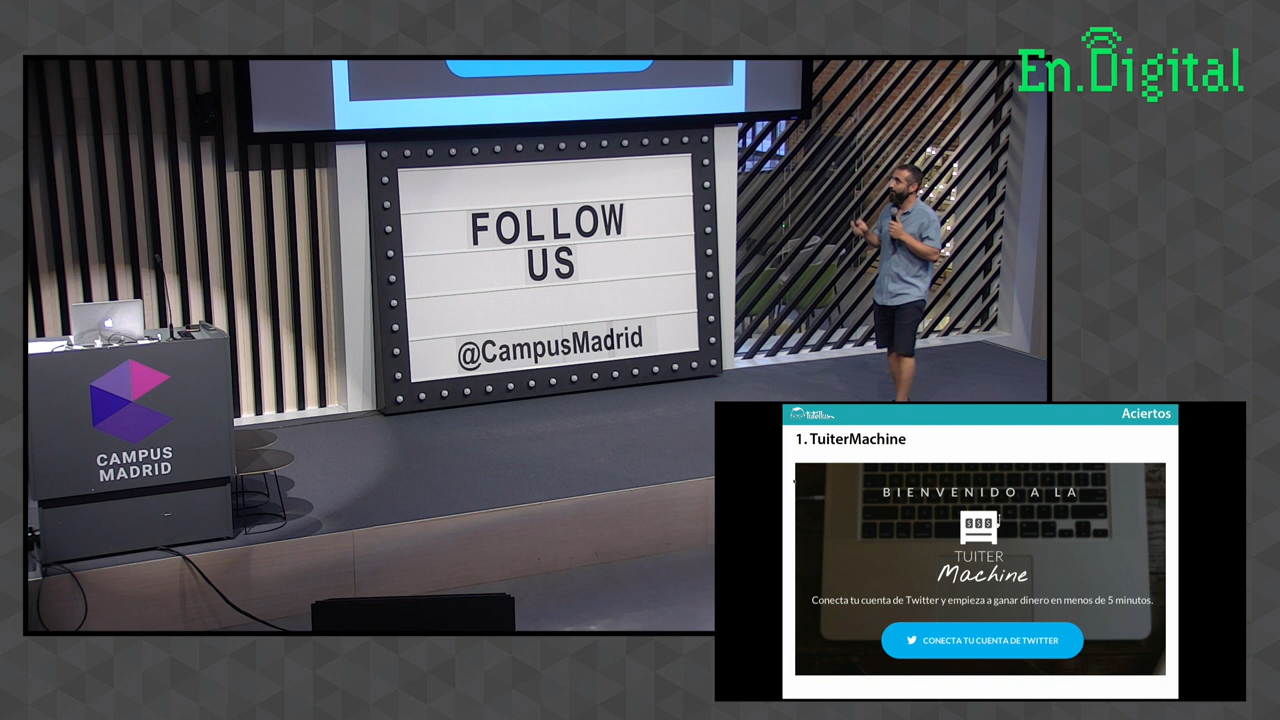 En.Digital
FOLLOW
US
@CampusMadrid
CAMPUS
MADRID
Aciertos
1. TuiterMachine
BIENVENIDO A LA
$ $ $
TUITER
Machine
Conecta tu cuenta de Twitter y empieza a ganar dinero en menos de 5 minutos.
CONECTA TU CUENTA DE TWITTER